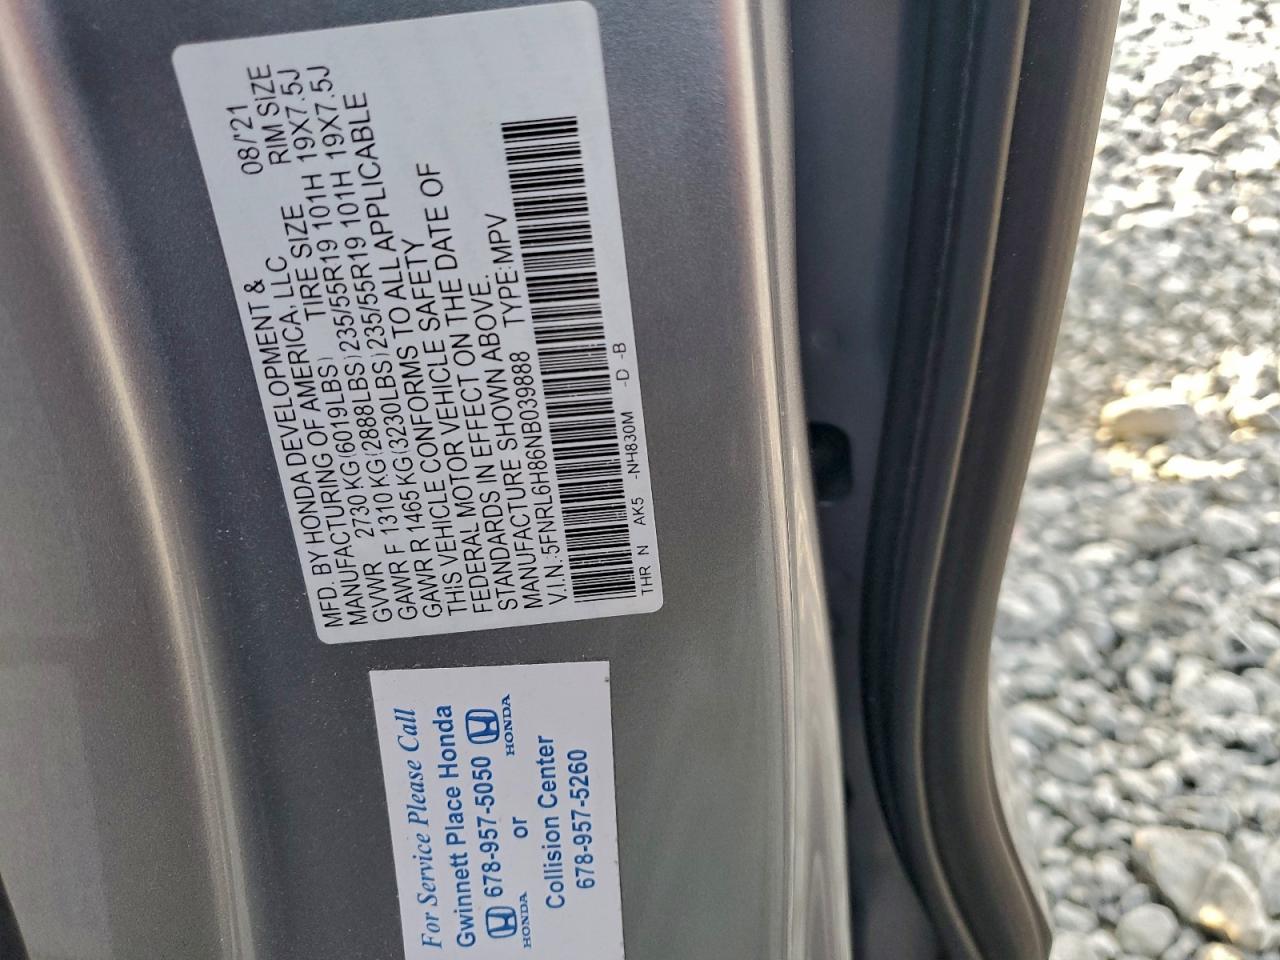 MFD. BY HONDA DEVELOPMENT & 08/'21
MANUFACTURING OF AMERICA, LLC RIM SIZE
GVWR 2730 KG(6019LBS) TIRE SIZE
GAWR F 1310 KG(2888LBS)235/55R19 101H 19X7.5J
GAWR R 1465 KG(3230LBS)235/55R19 101H 19X7.5J
THIS VEHICLE CONFORMS TO ALL APPLICABLE
FEDERAL MOTOR VEHICLE SAFETY
STANDARDS IN EFFECT ON THE DATE OF
MANUFACTURE SHOWN ABOVE.
V.I.N.:5FNRL6H86NB039888 TYPE:MPV
THR N AK5 -NH830M -D -B
For Service Please Call
Gwinnett Place Honda
HONDA 678-957-5050 HONDA
or
Collision Center
678-957-5260